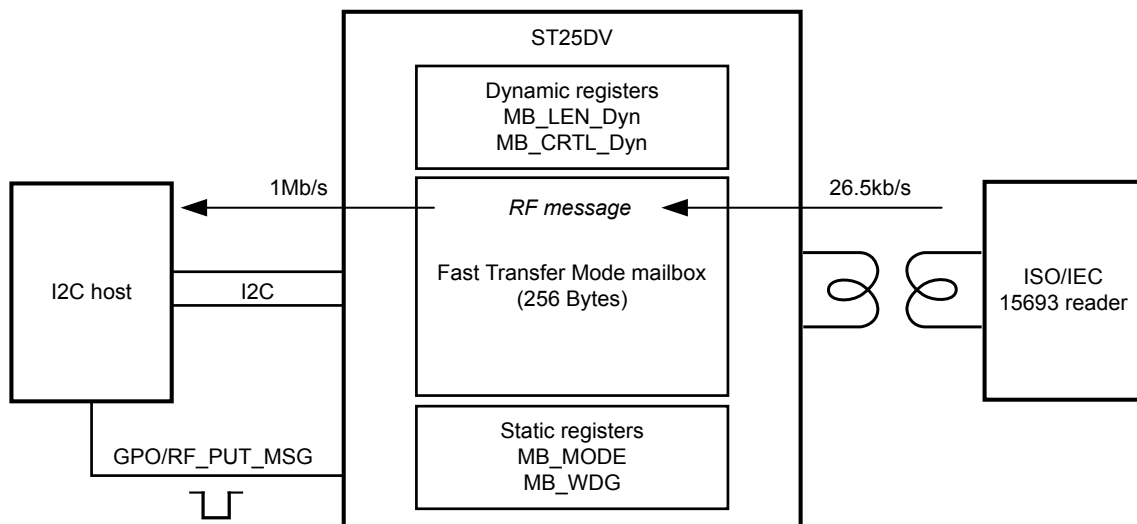 ST25DV
Dynamic registers
MB_LEN_Dyn
MB_CRTL_Dyn
1Mb/s
RF message
26.5kb/s
I2C host
I2C
Fast Transfer Mode mailbox
(256 Bytes)
ISO/IEC
15693 reader
GPO/RF_PUT_MSG
Static registers
MB_MODE
MB_WDG